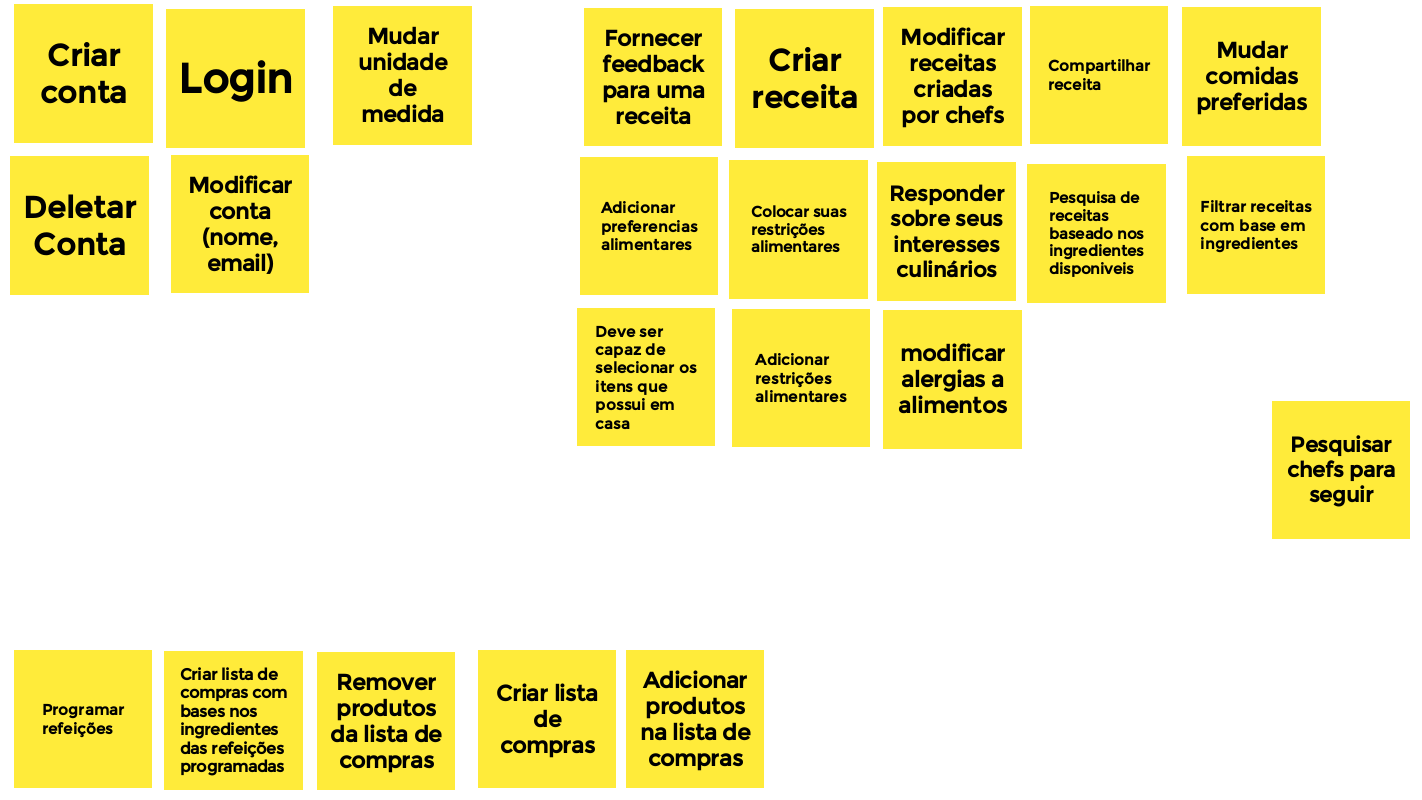 Criar
conta
Login
Mudar
unidade
de
medida
Fornecer
feedback
para uma
receita
Criar
receita
Modificar
receitas
criadas
por chefs
Compartilhar
receita
Mudar
comidas
preferidas
Deletar
Conta
Modificar
conta
(nome,
email)
Adicionar
preferencias
alimentares
Colocar suas
restrições
alimentares
Responder
sobre seus
interesses
culinários
Pesquisa de
receitas
baseado nos
ingredientes
disponiveis
Filtrar receitas
com base em
ingredientes
Deve ser
capaz de
selecionar os
itens que
possui em
casa
Adicionar
restrições
alimentares
modificar
alergias a
alimentos
Pesquisar
chefs para
seguir
Programar
refeições
Criar lista de
compras com
bases nos
ingredientes
das refeições
programadas
Remover
produtos
da lista de
compras
Criar lista
de
compras
Adicionar
produtos
na lista de
compras